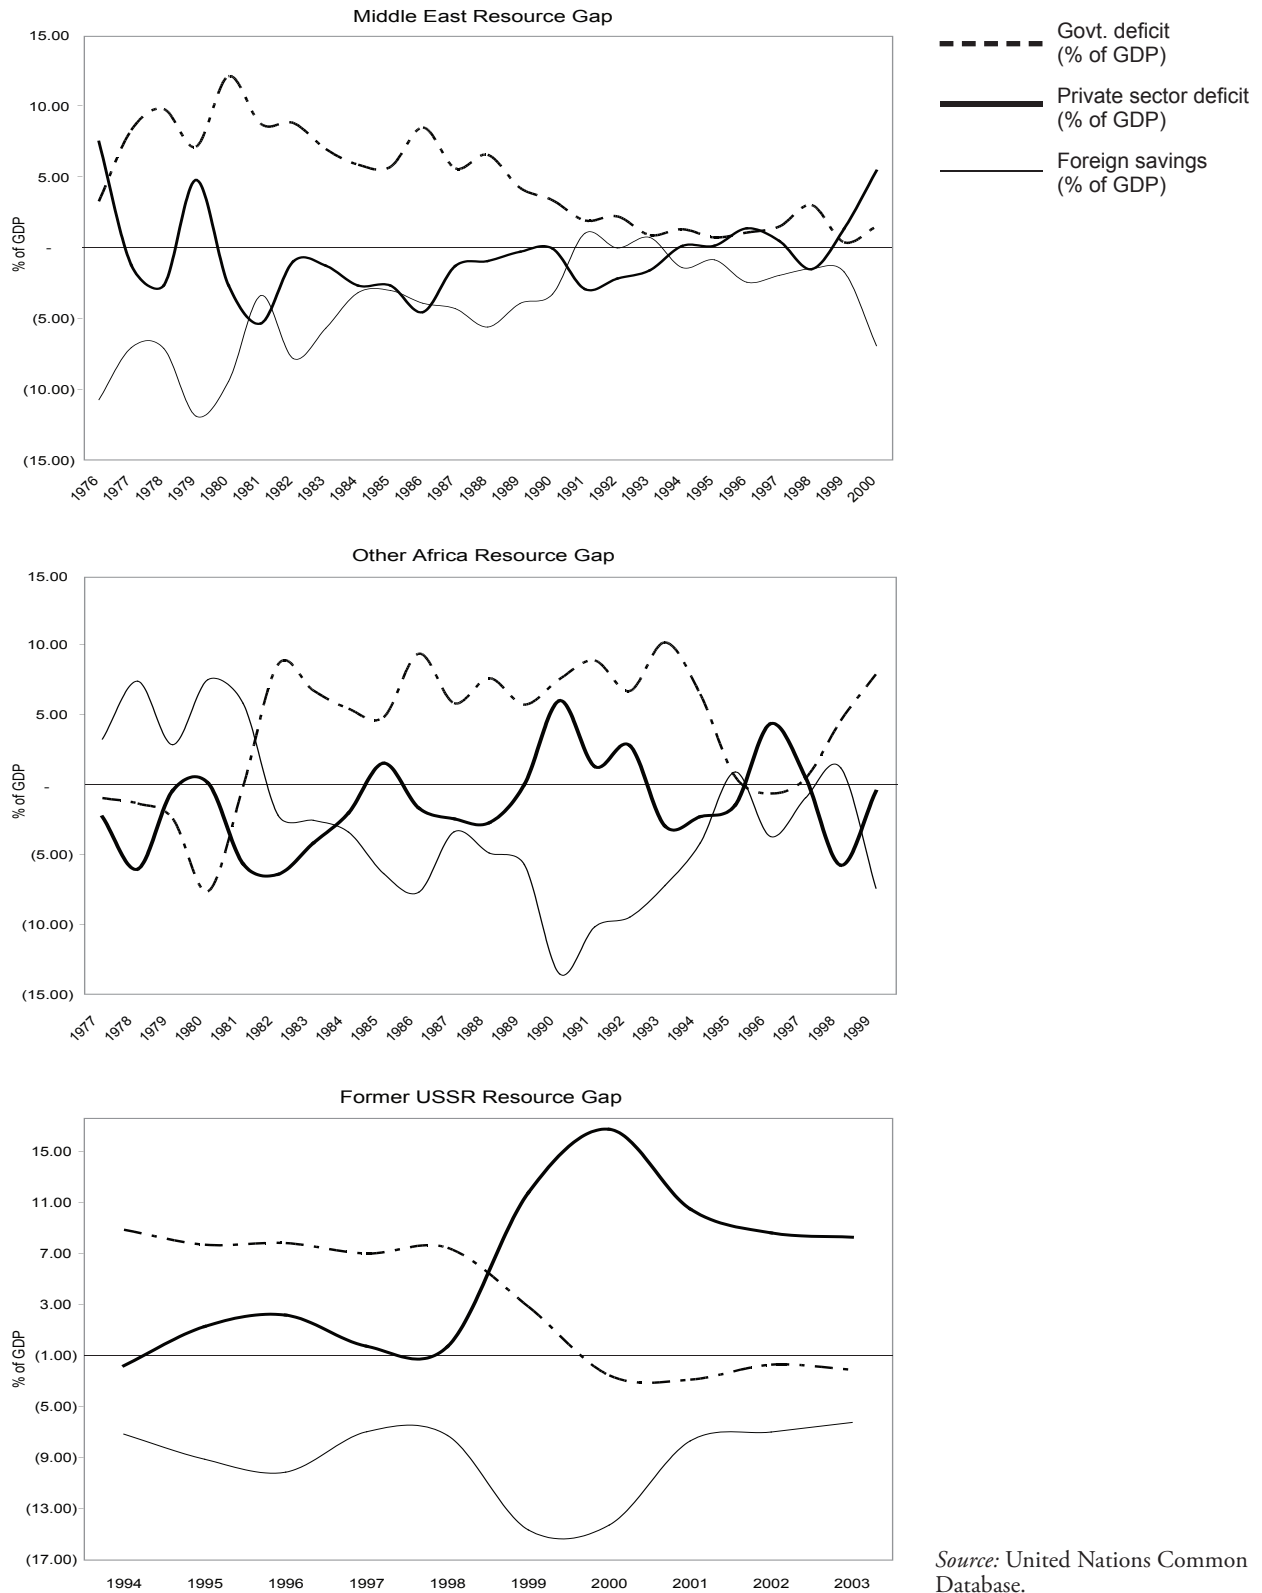 Middle East Resource Gap
15.00
10.00
5.00
-
(5.00)
(10.00)
(15.00)
% of GDP
1976 1977 1978 1979 1980 1981 1982 1983 1984 1985 1986 1987 1988 1989 1990 1991 1992 1993 1994 1995 1996 1997 1998 1999 2000
Govt. deficit
(% of GDP)
Private sector deficit
(% of GDP)
Foreign savings
(% of GDP)
Other Africa Resource Gap
15.00
10.00
5.00
-
(5.00)
(10.00)
(15.00)
% of GDP
1977 1978 1979 1980 1981 1982 1983 1984 1985 1986 1987 1988 1989 1990 1991 1992 1993 1994 1995 1996 1997 1998 1999
Former USSR Resource Gap
15.00
11.00
7.00
3.00
(1.00)
(5.00)
(9.00)
(13.00)
(17.00)
% of GDP
1994 1995 1996 1997 1998 1999 2000 2001 2002 2003
Source: United Nations Common
Database.